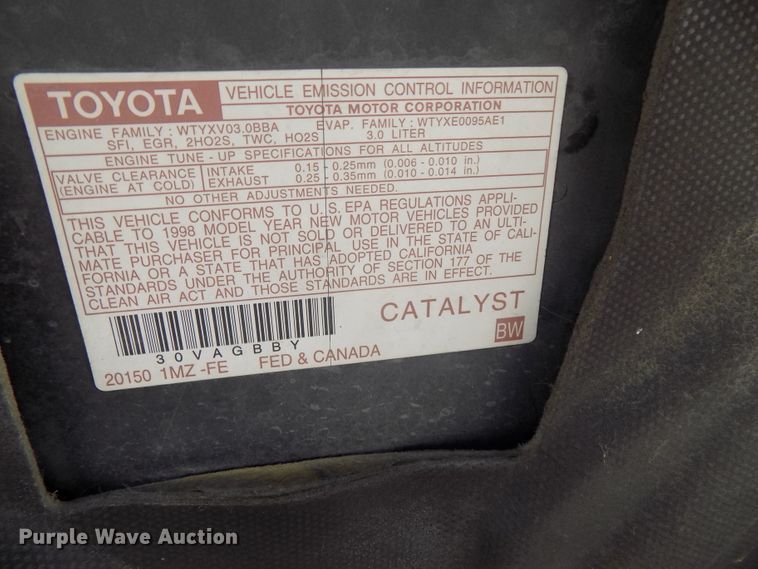 TOYOTA
VEHICLE EMISSION CONTROL INFORMATION
TOYOTA MOTOR CORPORATION
ENGINE FAMILY : WTYXV03.0BBA EVAP. FAMILY : WTYXE0095AE1
SFI, EGR, 2HO2S, TWC, HO2S 3.0 LITER
ENGINE TUNE - UP SPECIFICATIONS FOR ALL ALTITUDES
VALVE CLEARANCE INTAKE 0.15 - 0.25mm (0.006 - 0.010 in.)
(ENGINE AT COLD) EXHAUST 0.25 - 0.35mm (0.010 - 0.014 in.)
NO OTHER ADJUSTMENTS NEEDED.
THIS VEHICLE CONFORMS TO U.S.EPA REGULATIONS APPLI-
CABLE TO 1998 MODEL YEAR NEW MOTOR VEHICLES PROVIDED
THAT THIS VEHICLE IS NOT SOLD OR DELIVERED TO AN ULTI-
MATE PURCHASER FOR PRINCIPAL USE IN THE STATE OF CALI-
FORNIA OR A STATE THAT HAS ADOPTED CALIFORNIA
STANDARDS UNDER THE AUTHORITY OF SECTION 177 OF THE
CLEAN AIR ACT AND THOSE STANDARDS ARE IN EFFECT.
CATALYST
30VAGBBY
BW
20150 1MZ -FE FED & CANADA
Purple Wave Auction